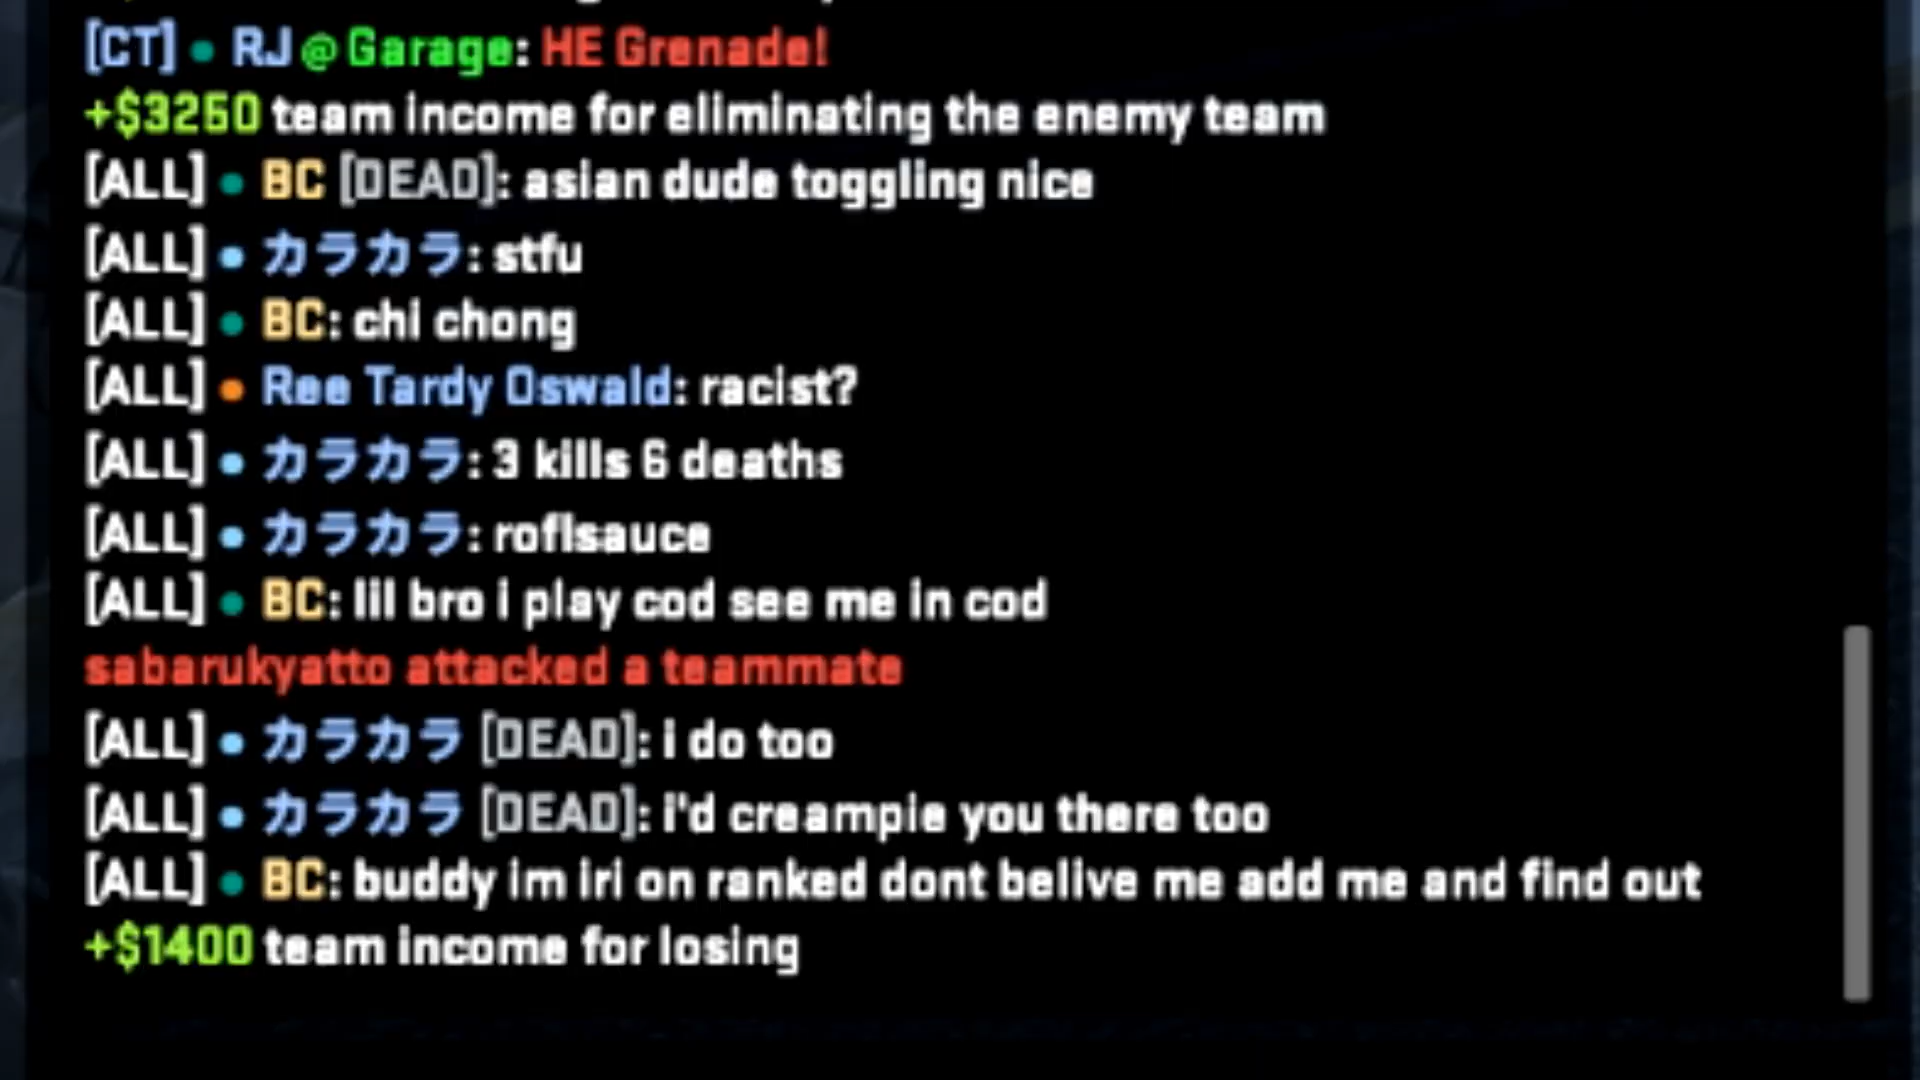 [CT] • RJ @ Garage: HE Grenade!
+$3250 team income for eliminating the enemy team
[ALL] • BC [DEAD]: asian dude toggling nice
[ALL] • カラカラ: stfu
[ALL] • BC: chi chong
[ALL] • Ree Tardy Oswald: racist?
[ALL] • カラカラ: 3 kills 6 deaths
[ALL] • カラカラ: roflsauce
[ALL] • BC: lil bro i play cod see me in cod
sabarukyatto attacked a teammate
[ALL] • カラカラ [DEAD]: i do too
[ALL] • カラカラ [DEAD]: i'd creampie you there too
[ALL] • BC: buddy im iri on ranked dont belive me add me and find out
+$1400 team income for losing